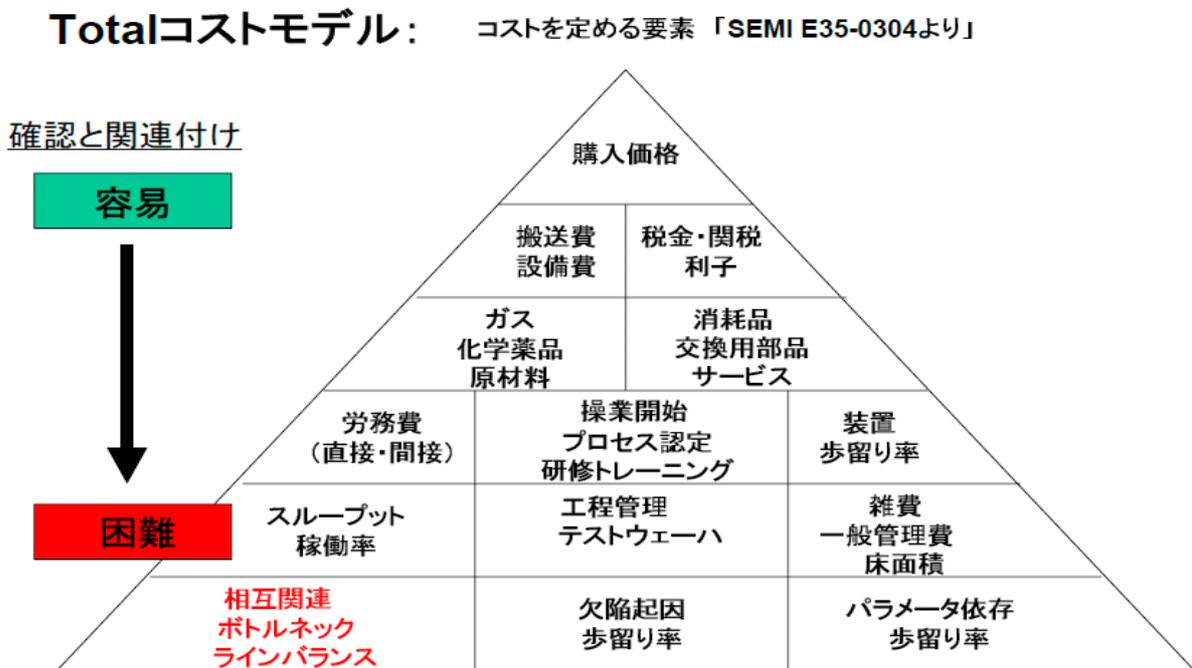 Totalコストモデル： コストを定める要素 「SEMI E35-0304より」
確認と関連付け
容易
困難
購入価格
搬送費
設備費
税金・関税
利子
ガス
化学薬品
原材料
消耗品
交換用部品
サービス
労務費
（直接・間接）
操業開始
プロセス認定
研修トレーニング
装置
歩留り率
スループット
稼働率
工程管理
テストウェーハ
雑費
一般管理費
床面積
相互関連
ボトルネック
ラインバランス
欠陥起因
歩留り率
パラメータ依存
歩留り率